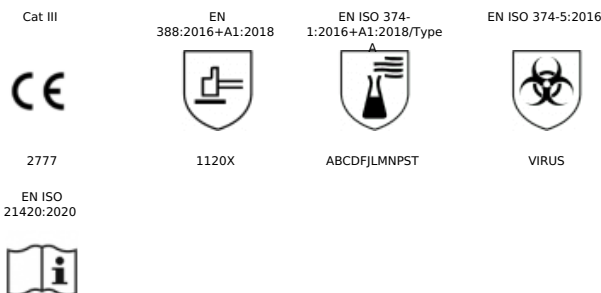 Cat III
EN
388:2016+A1:2018
EN ISO 374-
1:2016+A1:2018/Type
A
EN ISO 374-5:2016
CE
2777
1120X
ABCDFJLMNPST
VIRUS
EN ISO
21420:2020
i